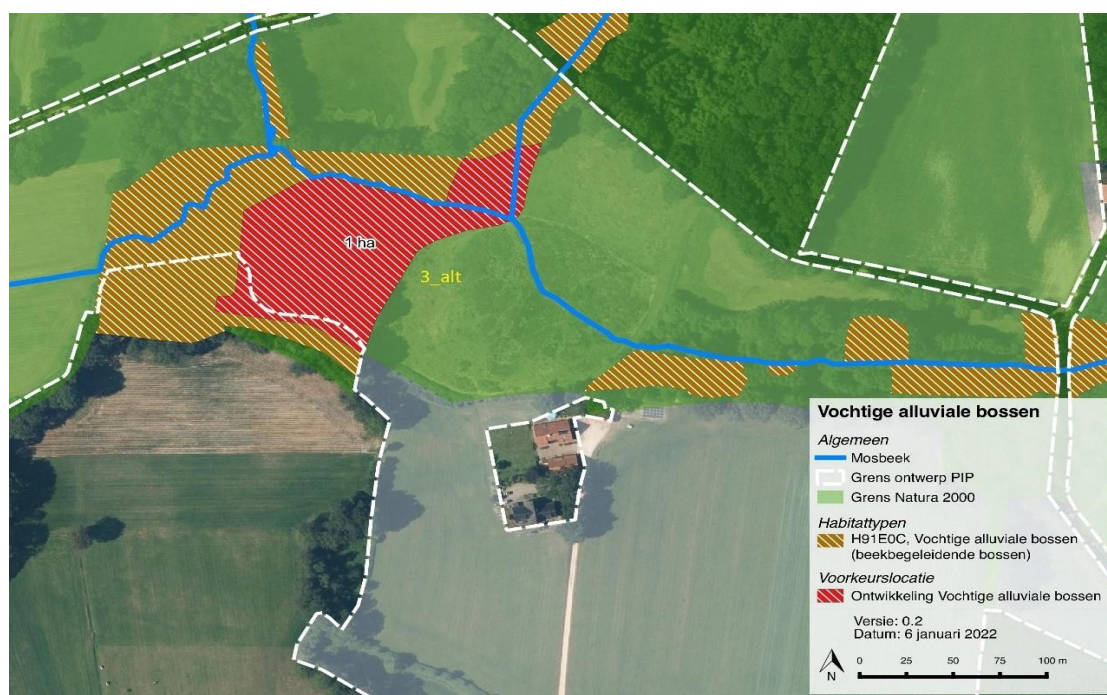 1 ha
3_alt
Vochtige alluviale bossen
Algemeen
Mosbeek
Grens ontwerp PIP
Grens Natura 2000
Habitattypen
H91E0C, Vochtige alluviale bossen
(beekbegeleidende bossen)
Voorkeurslocatie
Ontwikkeling Vochtige alluviale bossen
Versie: 0.2
Datum: 6 januari 2022
N
0 25 50 75 100 m